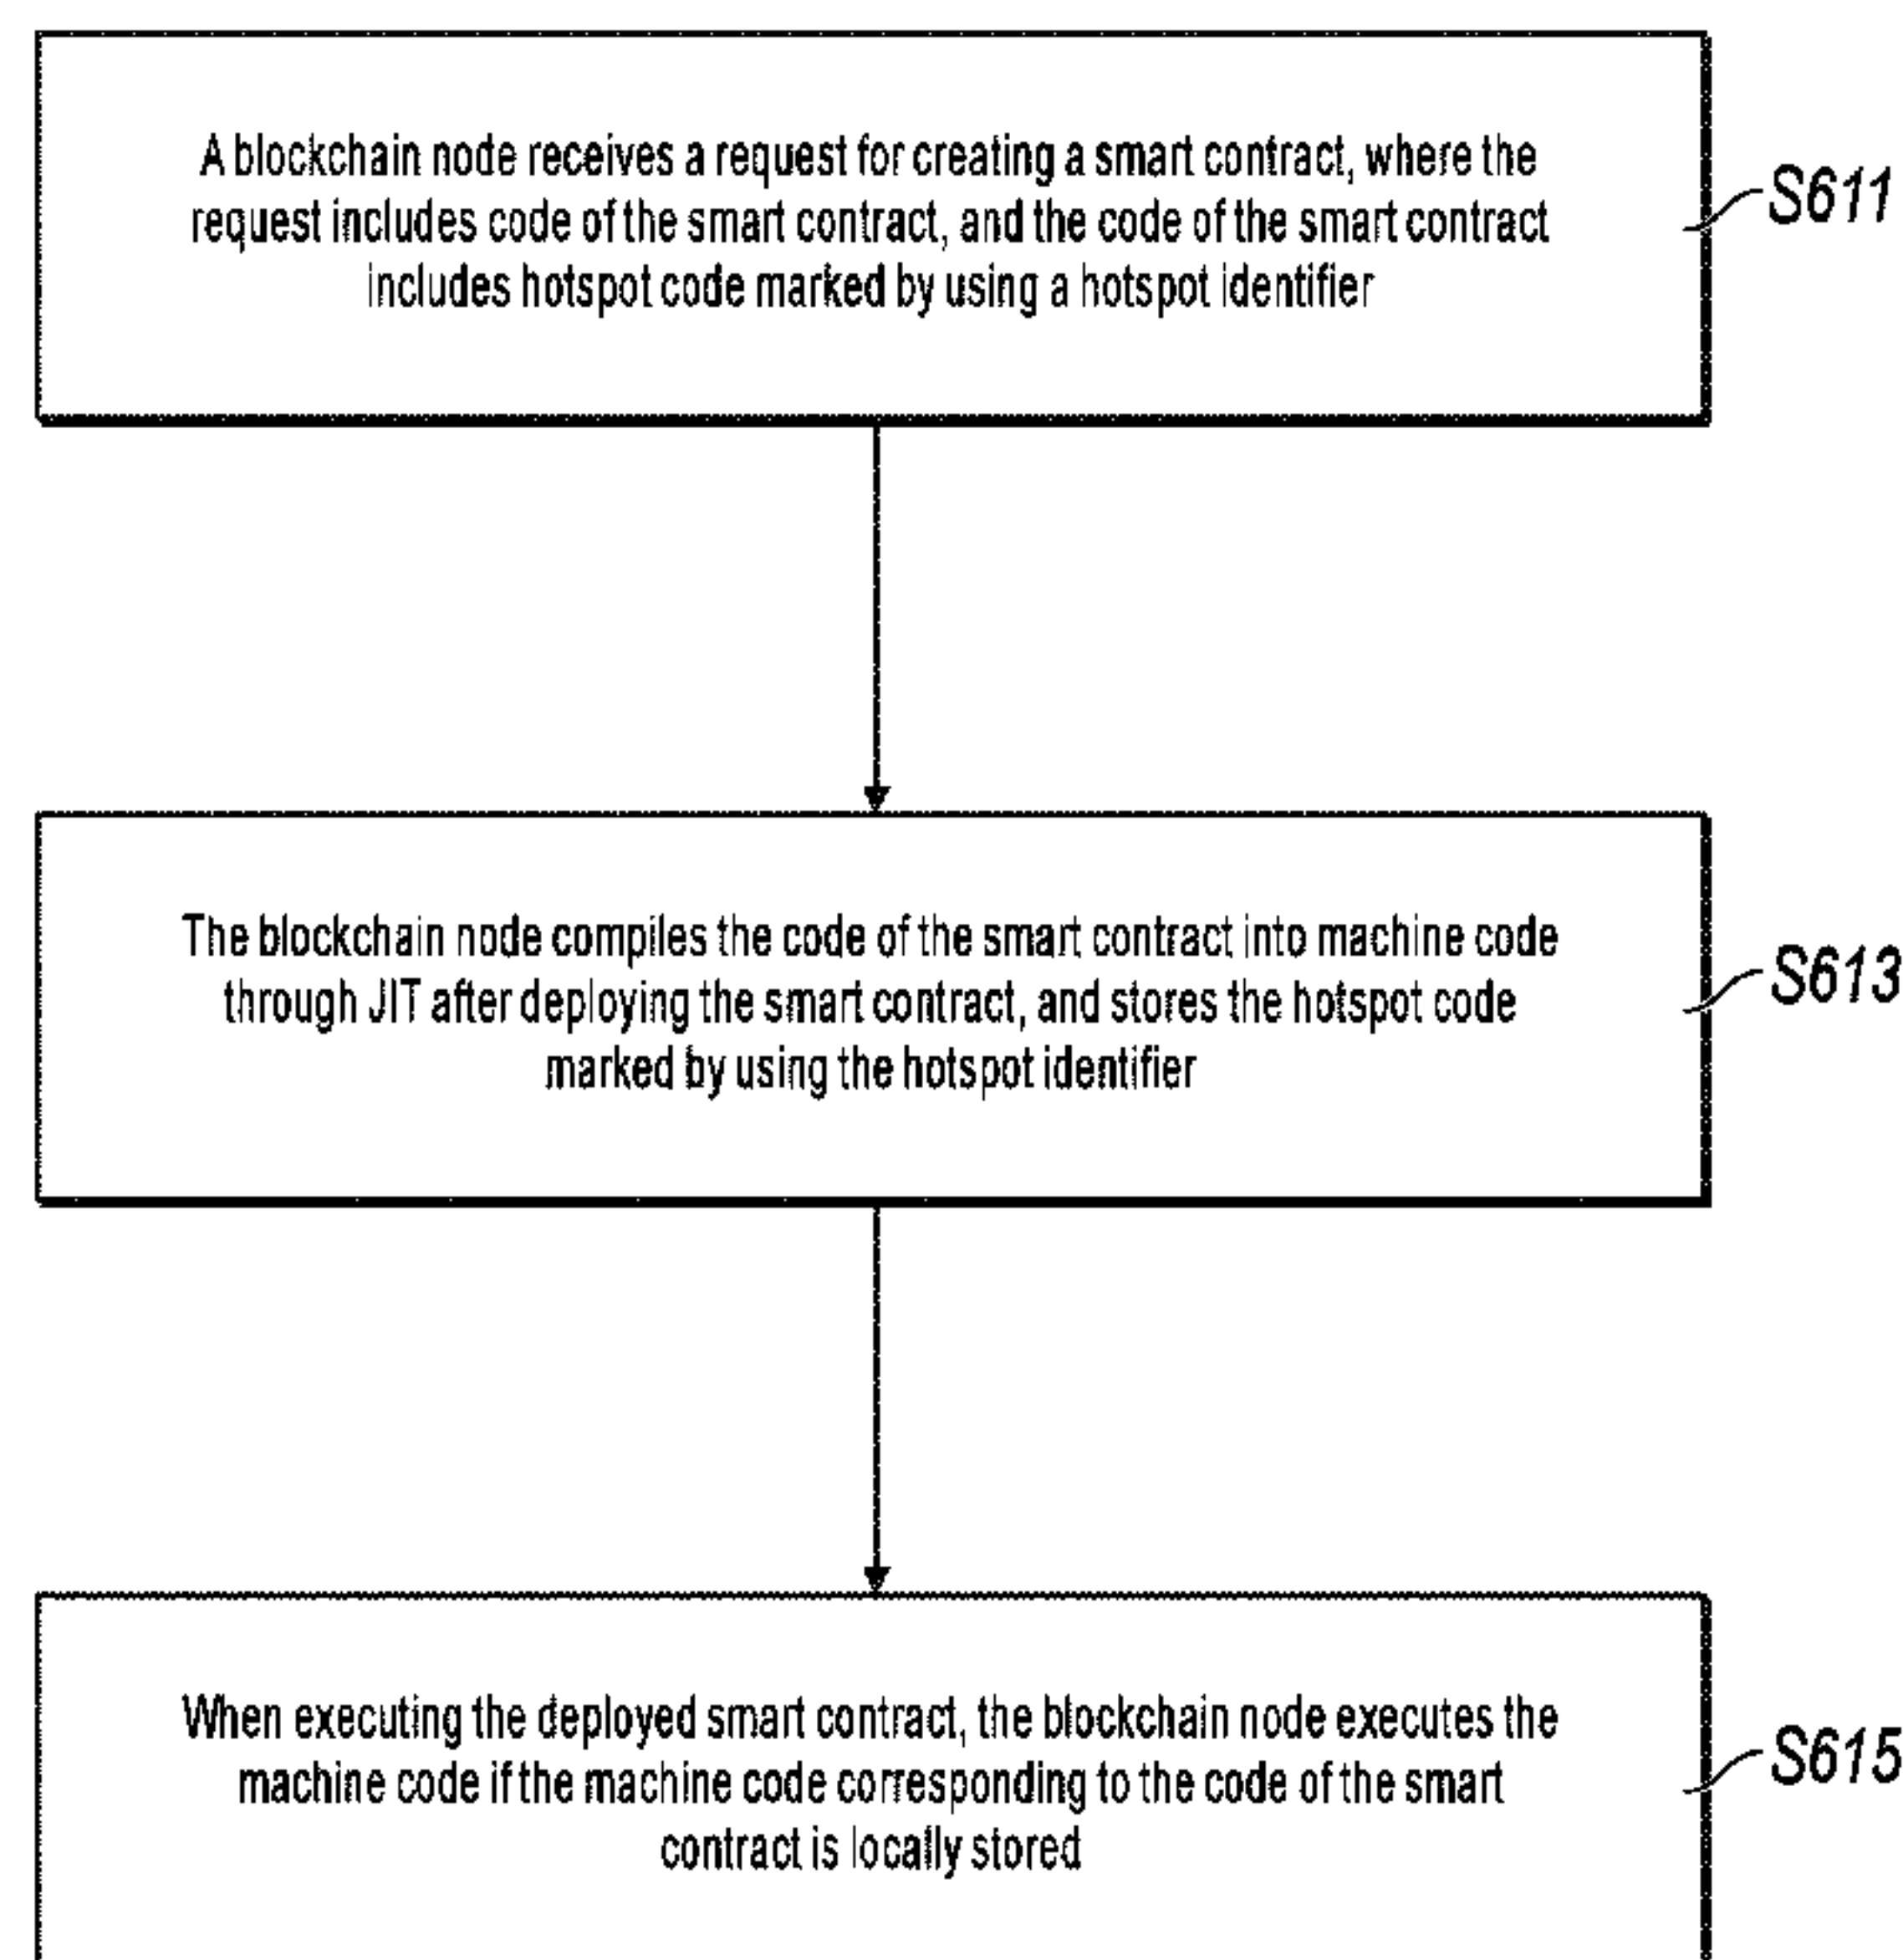 A blockchain node receives a request for creating a smart contract, where the
request includes code of the smart contract, and the code of the smart contract
includes hotspot code marked by using a hotspot identifier
S611
The blockchain node compiles the code of the smart contract into machine code
through JIT after deploying the smart contract, and stores the hotspot code
marked by using the hotspot identifier
S613
When executing the deployed smart contract, the blockchain node executes the
machine code if the machine code corresponding to the code of the smart
contract is locally stored
S615